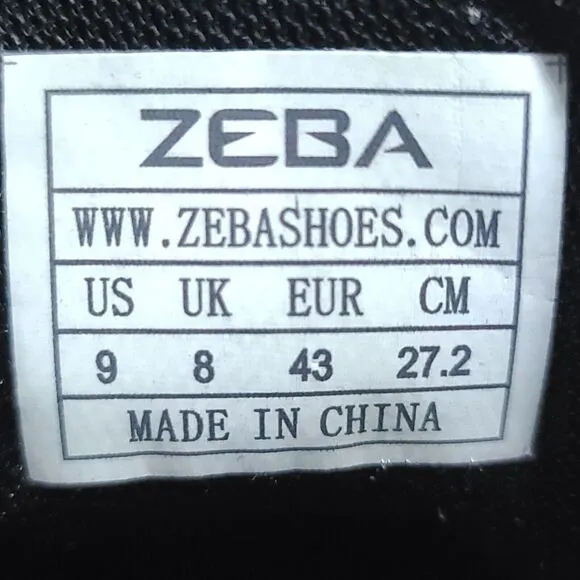 ZEBA
WWW.ZEBASHOES.COM
US UK EUR CM
9 8 43 27.2
MADE IN CHINA